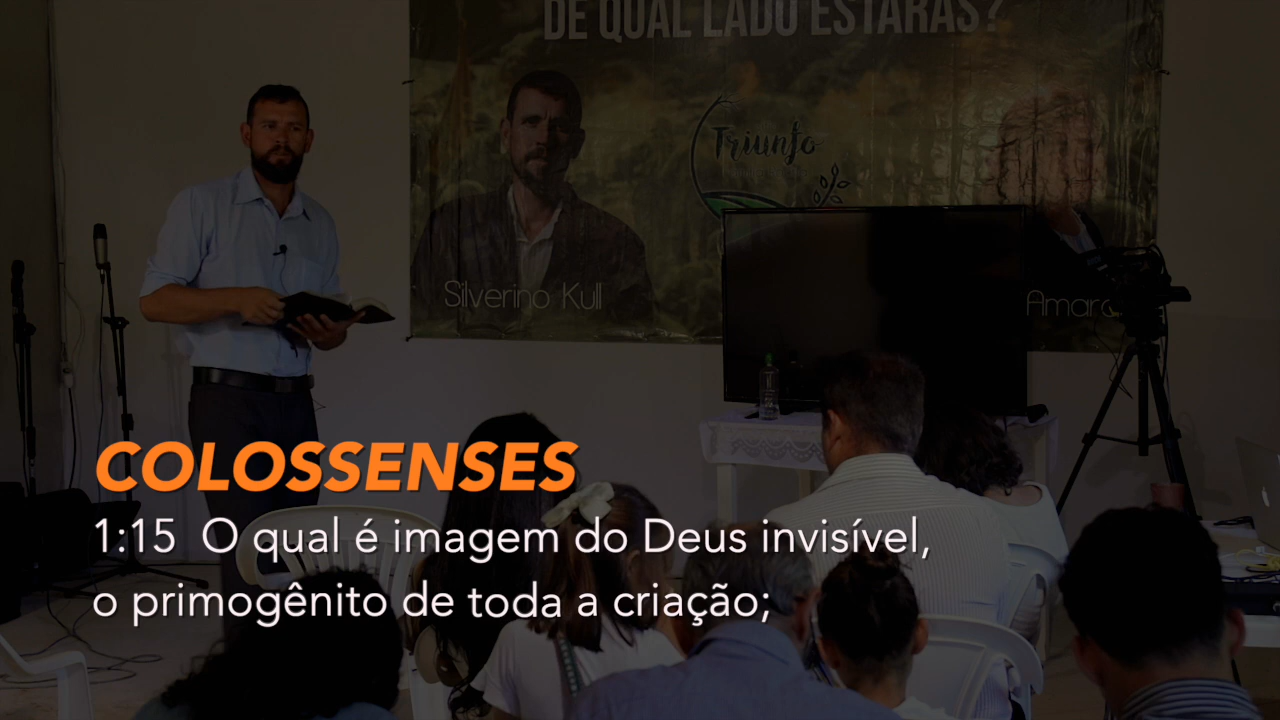 DE QUAL LADO ESTARÁS?
Triunfo
Silverino Kull
COLOSSENSES
1:15 O qual é imagem do Deus invisível,
o primogênito de toda a criação;